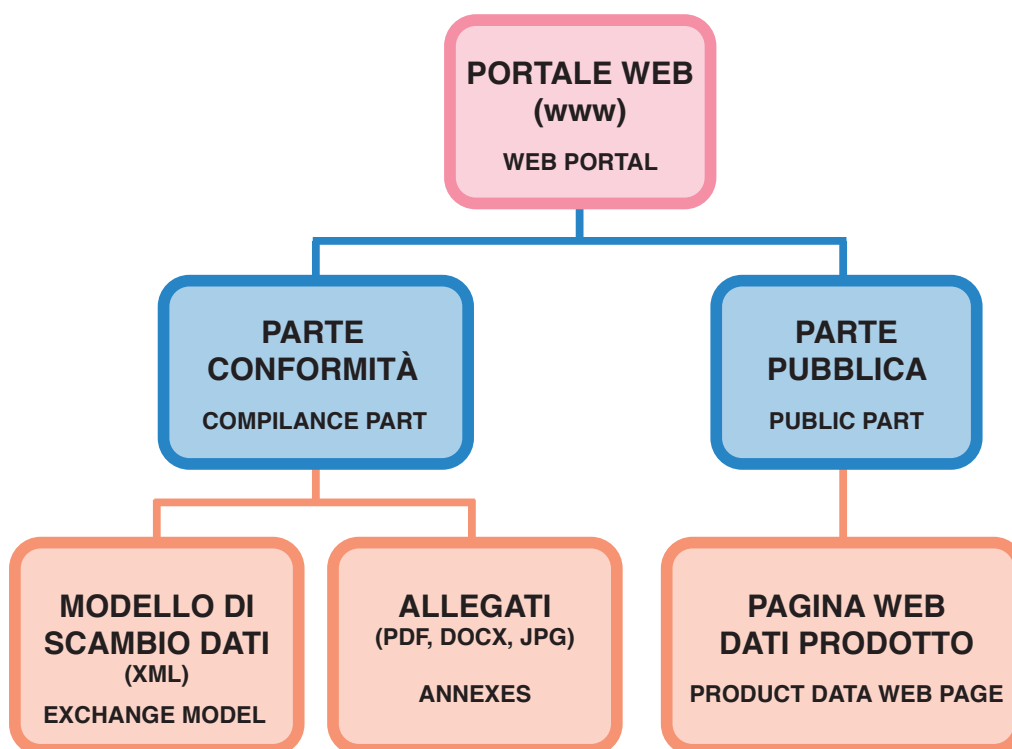 PORTALE WEB
(www)
WEB PORTAL
PARTE
CONFORMITÀ
COMPILANCE PART
PARTE
PUBBLICA
PUBLIC PART
MODELLO DI
SCAMBIO DATI
(XML)
EXCHANGE MODEL
ALLEGATI
(PDF, DOCX, JPG)
ANNEXES
PAGINA WEB
DATI PRODOTTO
PRODUCT DATA WEB PAGE